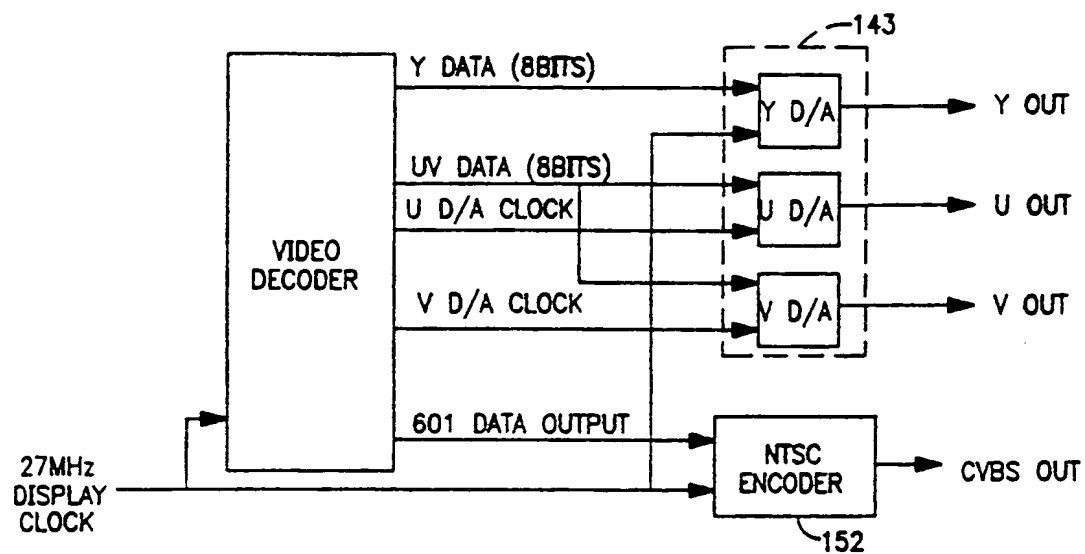 143
Y DATA (8BITS)
Y D/A
Y OUT
UV DATA (8BITS)
U D/A CLOCK
U D/A
U OUT
VIDEO
DECODER
V D/A CLOCK
V D/A
V OUT
601 DATA OUTPUT
27MHz
DISPLAY
CLOCK
NTSC
ENCODER
CVBS OUT
152